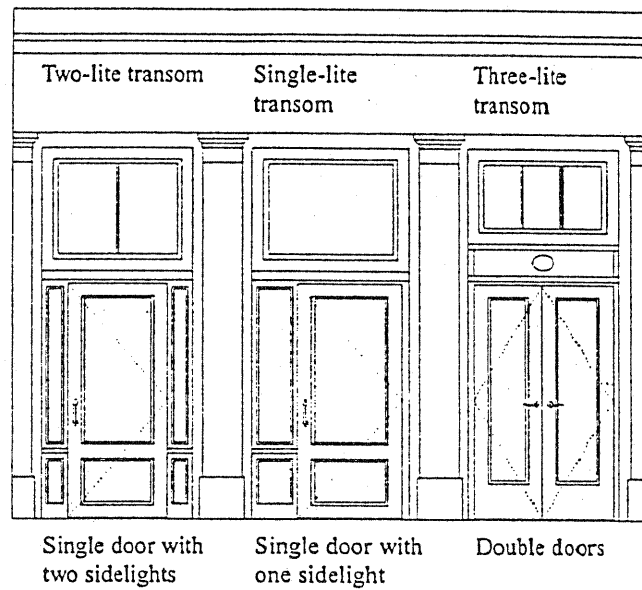 Two-lite transom
Single-lite
transom
Three-lite
transom
Single door with
two sidelights
Single door with
one sidelight
Double doors